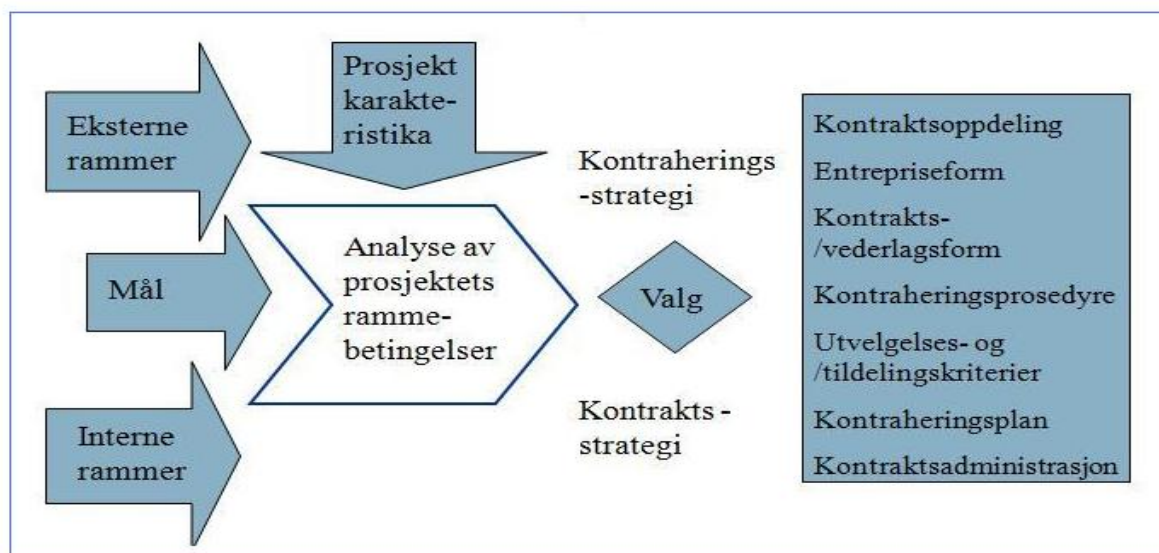 Eksterne
rammer
Mål
Interne
rammer
Prosjekt
karakte-
ristika
Analyse av
prosjektets
ramme-
betingelser
Kontraherings
-strategi
Valg
Kontrakts -
strategi
Kontraktsoppdeling
Entrepriseform
Kontrakts-
/vederlagsform
Kontraheringsprosedyre
Utvelgelses- og
/tildelingskriterier
Kontraheringsplan
Kontraktsadministrasjon